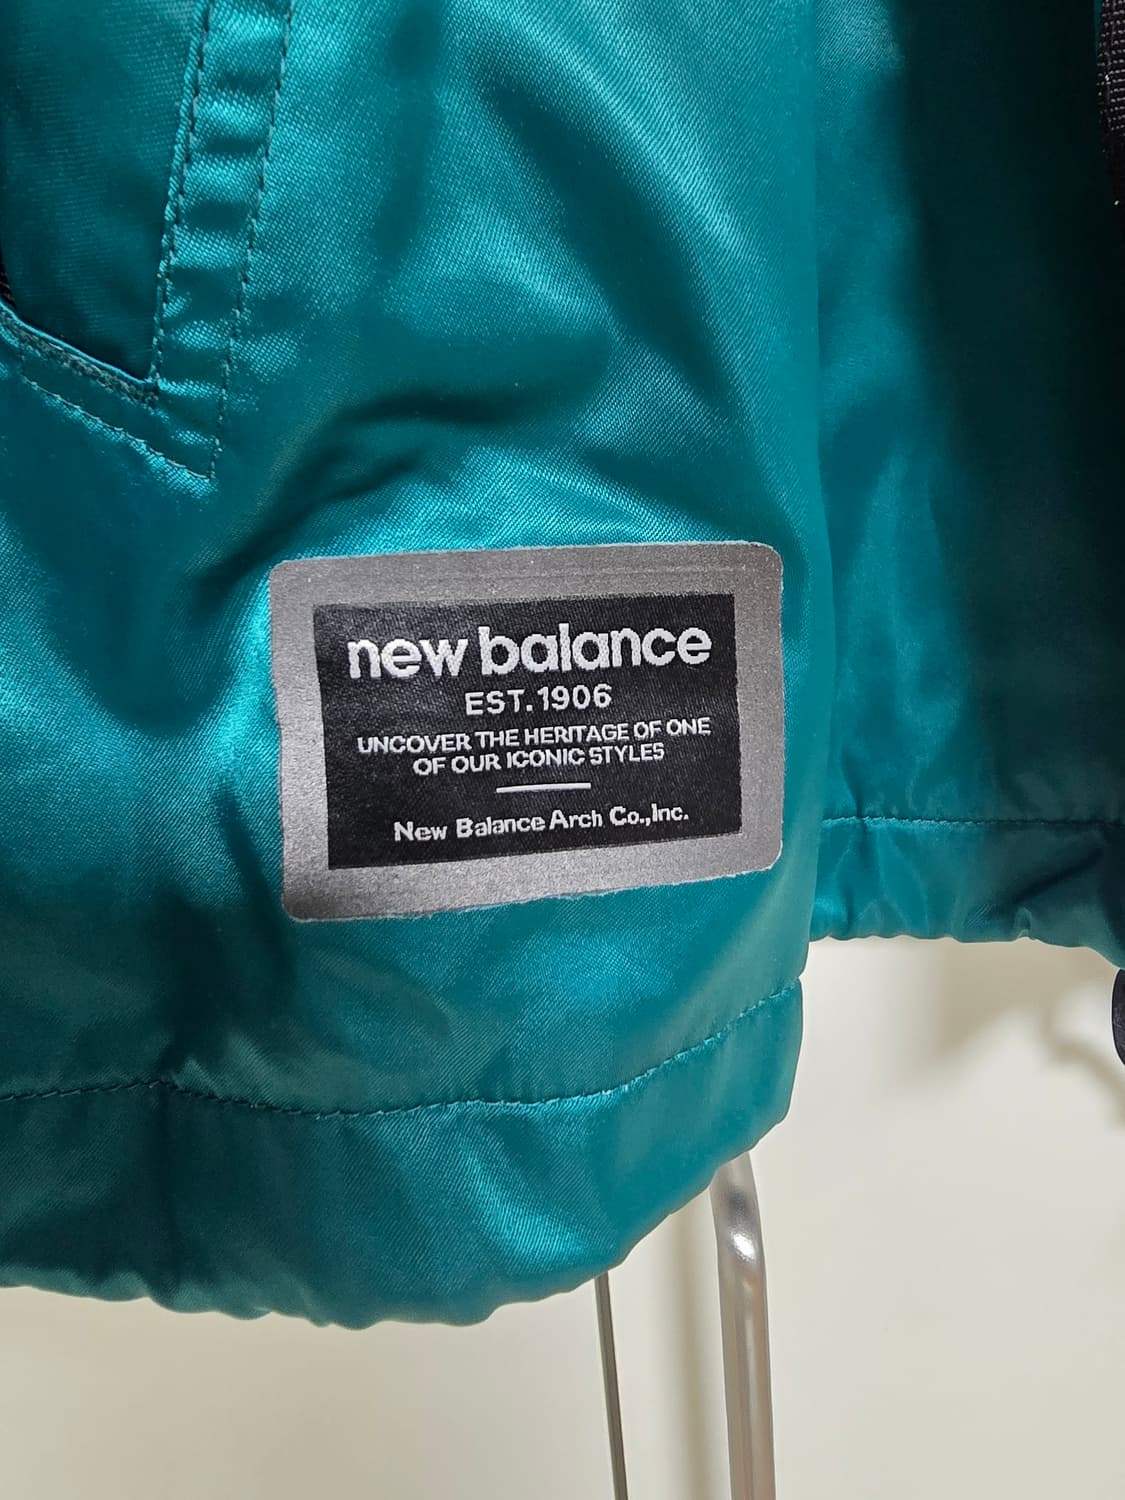 new balance
EST.1906
UNCOVER THE HERITAGE OF ONE
OF OUR ICONIC STYLES
New Balance Arch Co.,Inc.